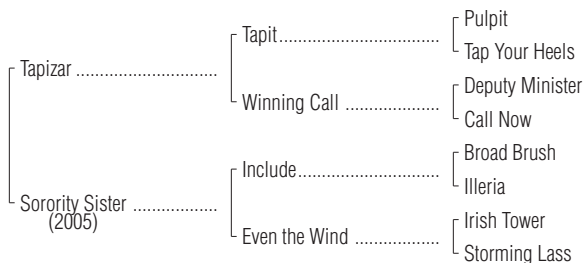 Pulpit
Tapit
Tap Your Heels
Tapizar
Deputy Minister
Winning Call
Call Now
Broad Brush
Include
Illeria
Sorority Sister
(2005)
Irish Tower
Even the Wind
Storming Lass